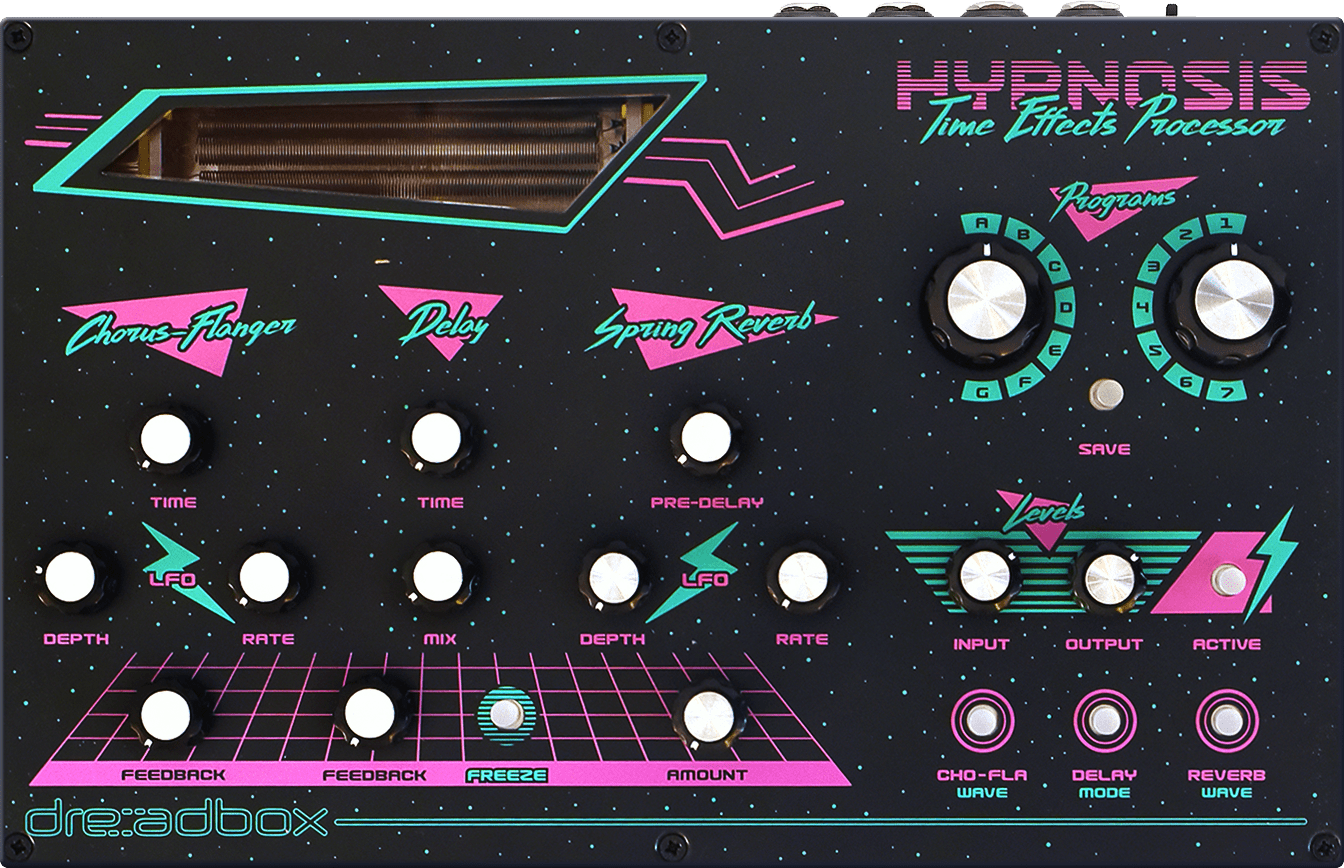 HYPNOSIS
Time Effects Processor
Programs
A
B
C
D
E
F
G
1
2
3
4
5
6
7
SAVE
Chorus-Flanger
Delay
Spring Reverb
TIME
TIME
PRE-DELAY
LFO
LFO
DEPTH
RATE
MIX
DEPTH
RATE
Levels
INPUT
OUTPUT
ACTIVE
FEEDBACK
FEEDBACK
FREEZE
AMOUNT
CHO-FLA
WAVE
DELAY
MODE
REVERB
WAVE
dre:::adbox